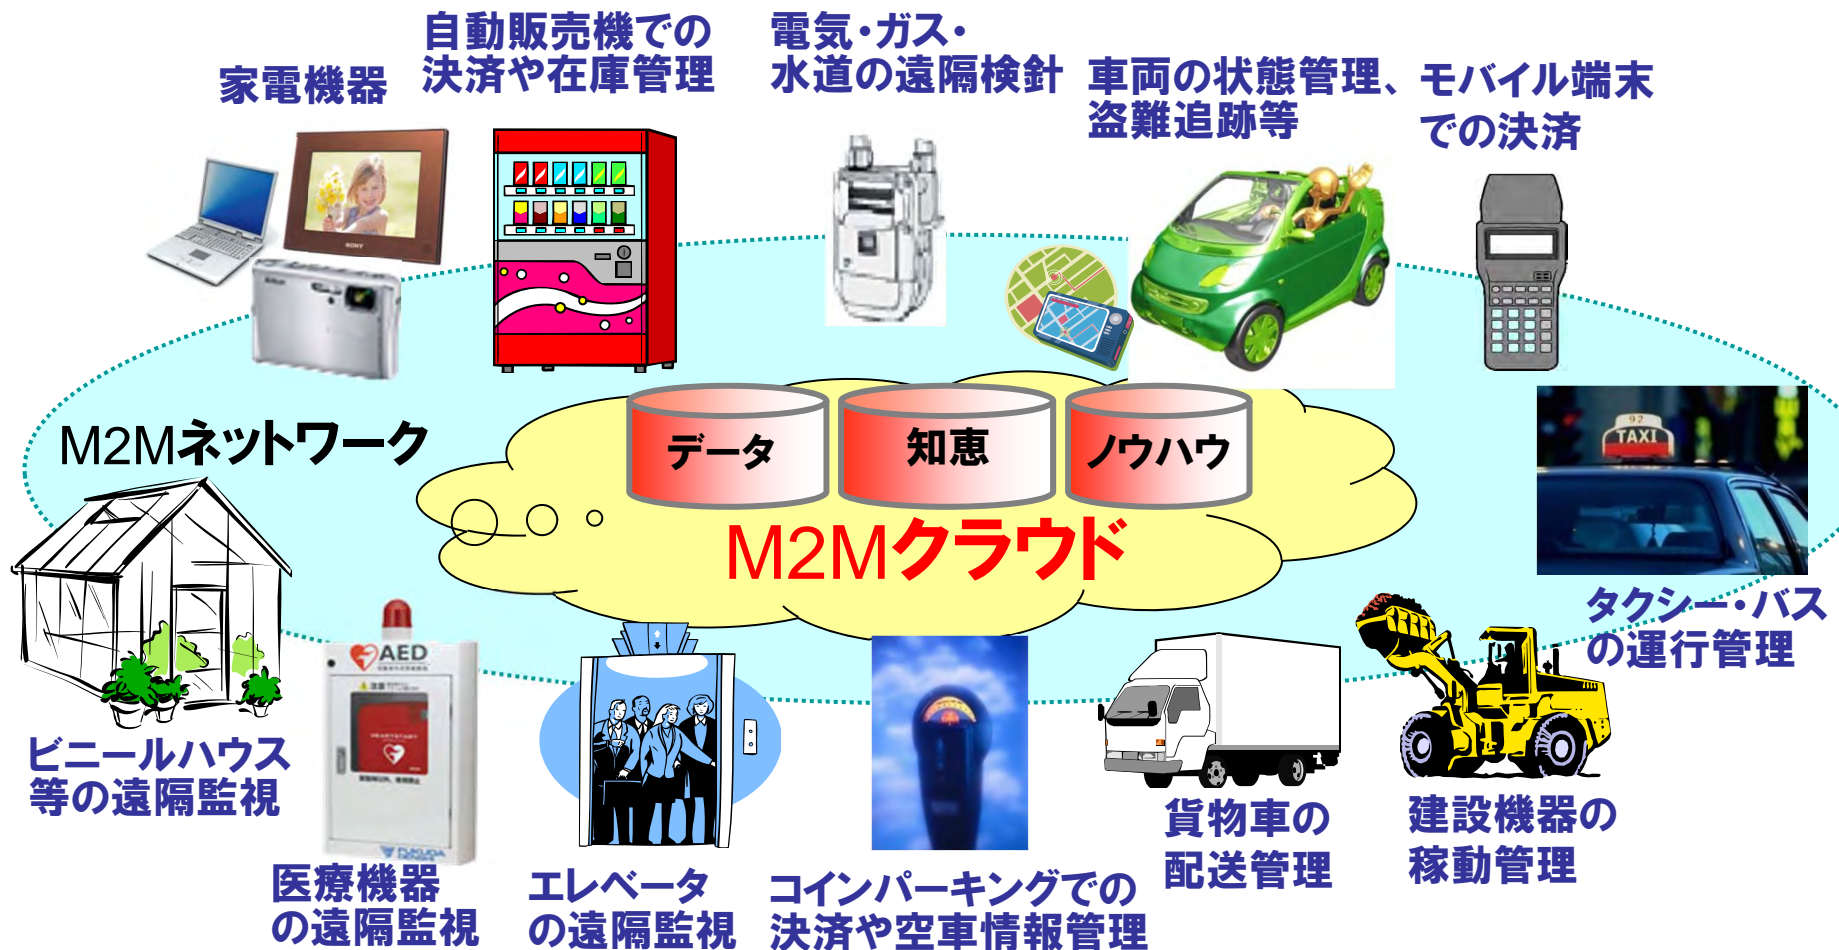 自動販売機での
決済や在庫管理
電気・ガス・
水道の遠隔検針
家電機器
車両の状態管理、
盗難追跡等
モバイル端末
での決済
SONY
M2Mネットワーク
データ
知恵
ノウハウ
M2Mクラウド
92
TAXI
タクシー・バス
の運行管理
AED
HEARTSTART
FUKUDA
DENSHI
ビニールハウス
等の遠隔監視
医療機器
の遠隔監視
エレベータ
の遠隔監視
コインパーキングでの
決済や空車情報管理
貨物車の
配送管理
建設機器の
稼動管理